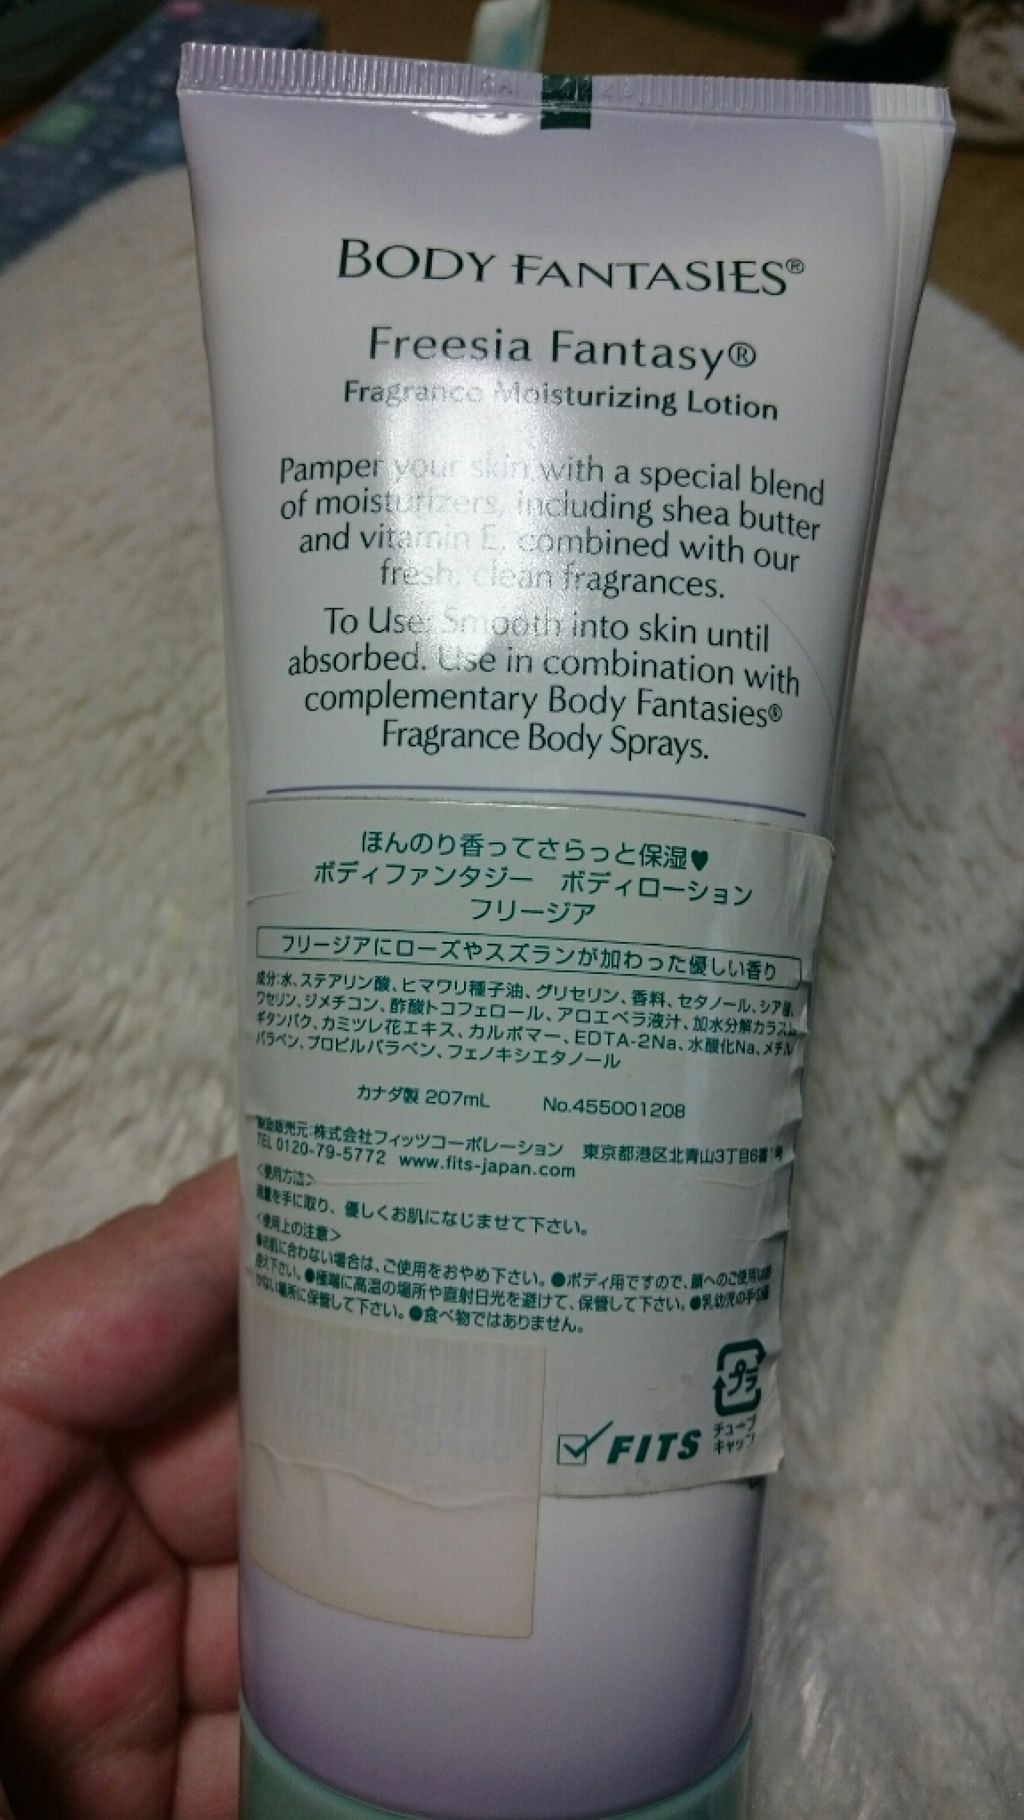 BODY FANTASIES®
Freesia Fantasy®
Fragrance Moisturizing Lotion
Pamper your skin with a special blend
of moisturizers, including shea butter
and vitamin E, combined with our
fresh, clean fragrances.
To Use: Smooth into skin until
absorbed. Use in combination with
complementary Body Fantasies®
Fragrance Body Sprays.
ほんのり香ってさらっと保湿♥
ボディファンタジー ボディローション
フリージア
フリージアにローズやスズランが加わった優しい香り
成分:水、ステアリン酸、ヒマワリ種子油、グリセリン、香料、セタノール、シア脂、
ワセリン、ジメチコン、酢酸トコフェロール、アロエベラ液汁、加水分解カラスム
ギタンパク、カミツレ花エキス、カルボマー、EDTA-2Na、水酸化Na、メチル
パラベン、プロピルパラベン、フェノキシエタノール
カナダ製 207mL No.455001208
製造販売元:株式会社フィッツコーポレーション 東京都港区北青山3丁目6番1号
TEL 0120-79-5772 www.fits-japan.com
<使用方法>
適量を手に取り、優しくお肌になじませて下さい。
<使用上の注意>
●お肌に合わない場合は、ご使用をおやめ下さい。●ボディ用ですので、顔へのご使用は
下さい。●極端に高温の場所や直射日光を避けて、保管して下さい。●乳幼児の手の届
かない場所に保管して下さい。●食べ物ではありません。
プラ
チューブ
キャップ
FITS